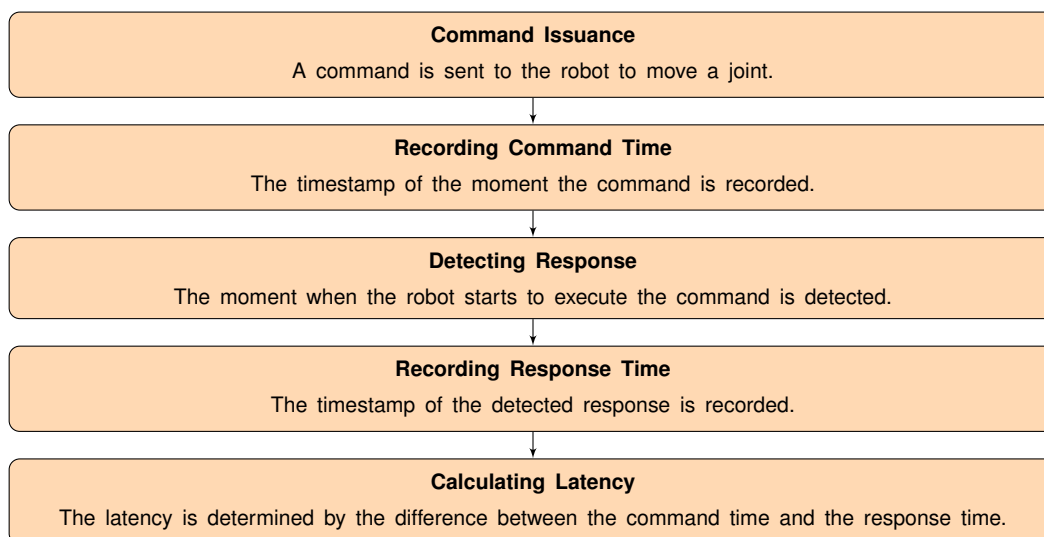 Command Issuance
A command is sent to the robot to move a joint.
Recording Command Time
The timestamp of the moment the command is recorded.
Detecting Response
The moment when the robot starts to execute the command is detected.
Recording Response Time
The timestamp of the detected response is recorded.
Calculating Latency
The latency is determined by the difference between the command time and the response time.